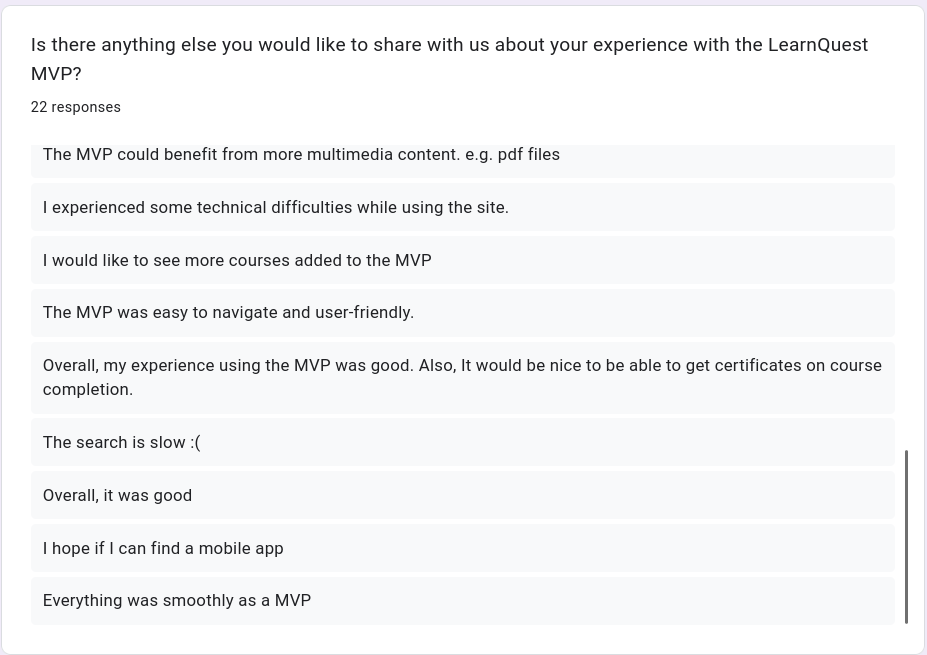 Is there anything else you would like to share with us about your experience with the LearnQuest
MVP?
22 responses
The MVP could benefit from more multimedia content. e.g. pdf files
I experienced some technical difficulties while using the site.
I would like to see more courses added to the MVP
The MVP was easy to navigate and user-friendly.
Overall, my experience using the MVP was good. Also, It would be nice to be able to get certificates on course
completion.
The search is slow :(
Overall, it was good
I hope if I can find a mobile app
Everything was smoothly as a MVP